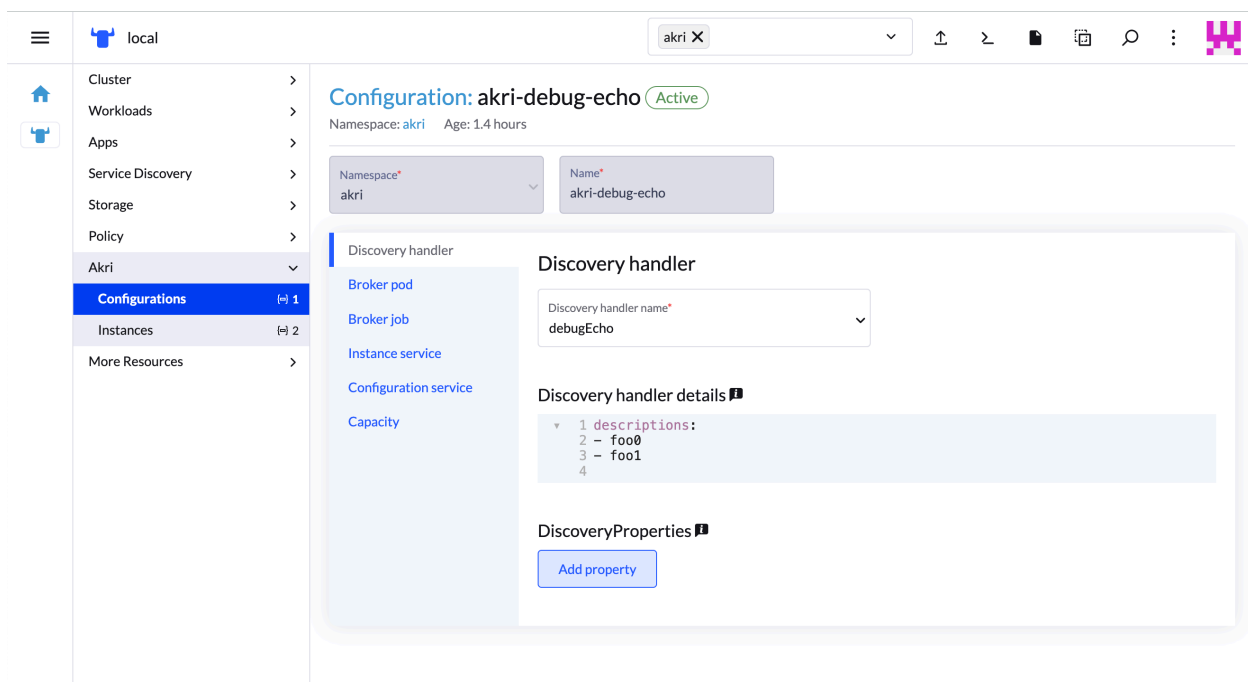 local
akri
Cluster
Workloads
Apps
Service Discovery
Storage
Policy
Akri
Configurations 1
Instances 2
More Resources
Configuration: akri-debug-echo Active
Namespace: akri Age: 1.4 hours
Namespace*
akri
Name*
akri-debug-echo
Discovery handler
Broker pod
Broker job
Instance service
Configuration service
Capacity
Discovery handler
Discovery handler name*
debugEcho
Discovery handler details
1 descriptions:
2 - foo0
3 - foo1
4
DiscoveryProperties
Add property